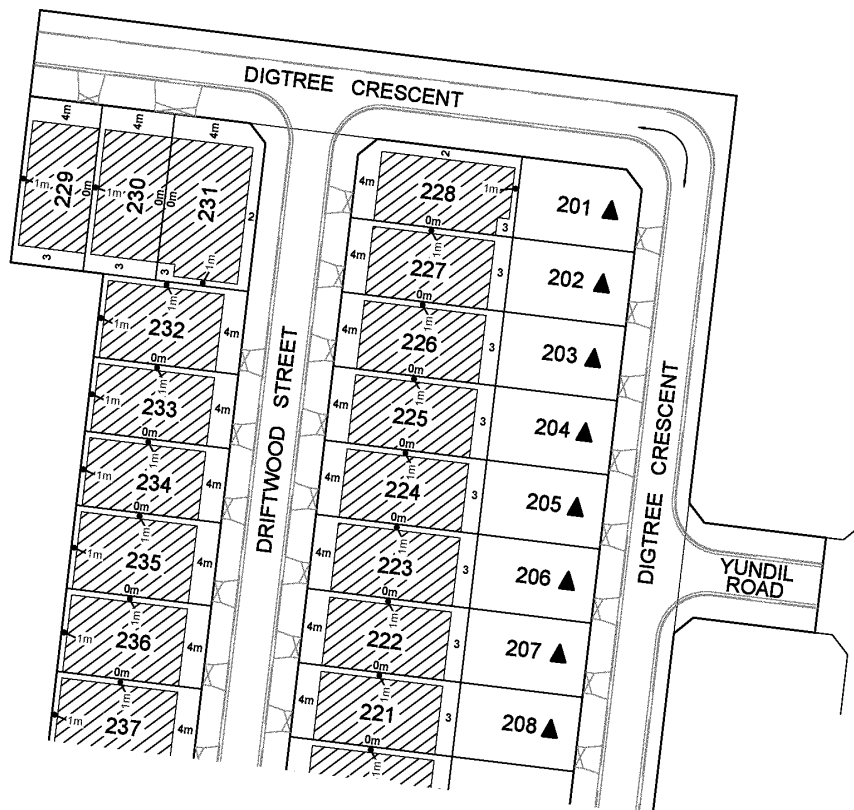 DIGTREE CRESCENT
4m
4m
4m
229
230
231
1m
0m
1m
0m
0m
2
3
3
3
1m
2
4m
228
1m
3
0m
201
4m
227
1m
3
0m
202
4m
226
1m
3
0m
203
4m
225
1m
3
0m
204
4m
224
1m
3
0m
205
4m
223
1m
3
0m
206
4m
222
1m
3
0m
207
4m
221
1m
3
0m
208
1m
1m
232
1m
4m
0m
233
1m
1m
4m
0m
234
1m
1m
4m
0m
235
1m
1m
4m
0m
236
1m
1m
4m
0m
237
1m
1m
4m
DRIFTWOOD STREET
DIGTREE CRESCENT
YUNDIL
ROAD